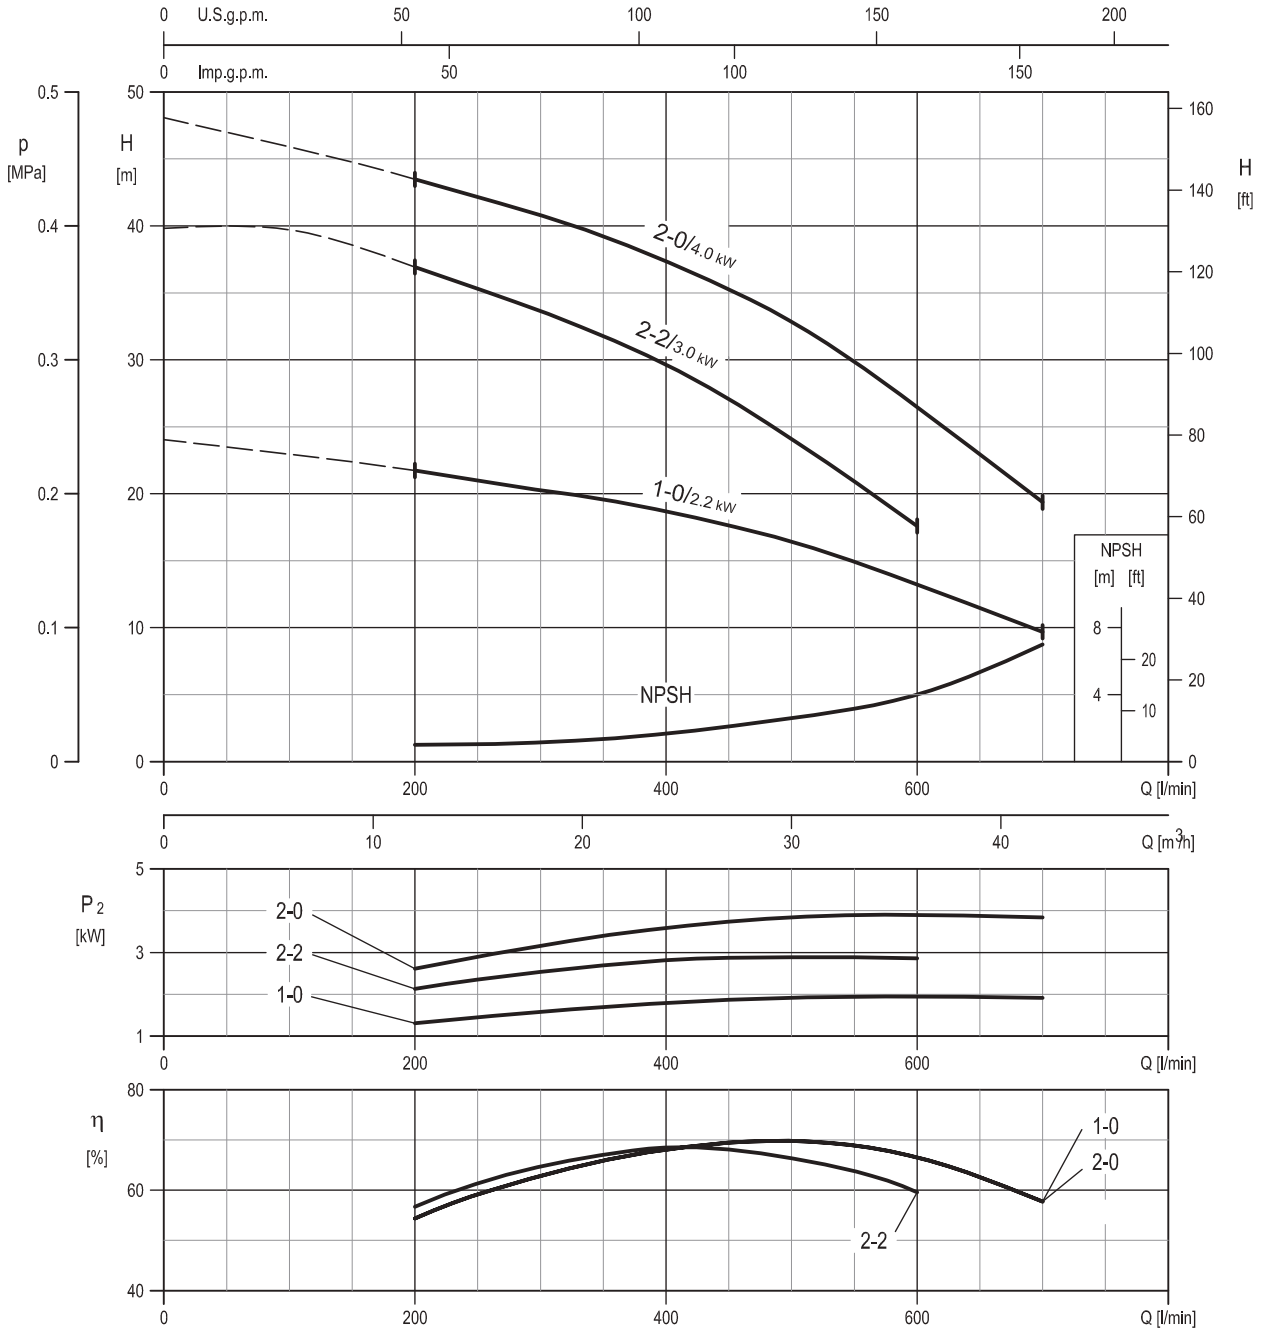 0 U.S.g.p.m. 50 100 150 200
0 Imp.g.p.m. 50 100 150
0.5 50 160
p H H
[MPa] [m] [ft]
140
2-0/4.0 kW
0.4 40
120
2-2/3.0 kW
0.3 30 100
80
1-0/2.2 kW
0.2 20
60
NPSH
[m] [ft]
40
0.1 10 8
20
NPSH 4 20
10
0 0 0
0 200 400 600 Q [l/min]
0 10 20 30 40 Q [m³/h]
5
P2 2-0
[kW]
3 2-2
1-0
1
0 200 400 600 Q [l/min]
80
η 1-0
[%] 2-0
60
2-2
40
0 200 400 600 Q [l/min]